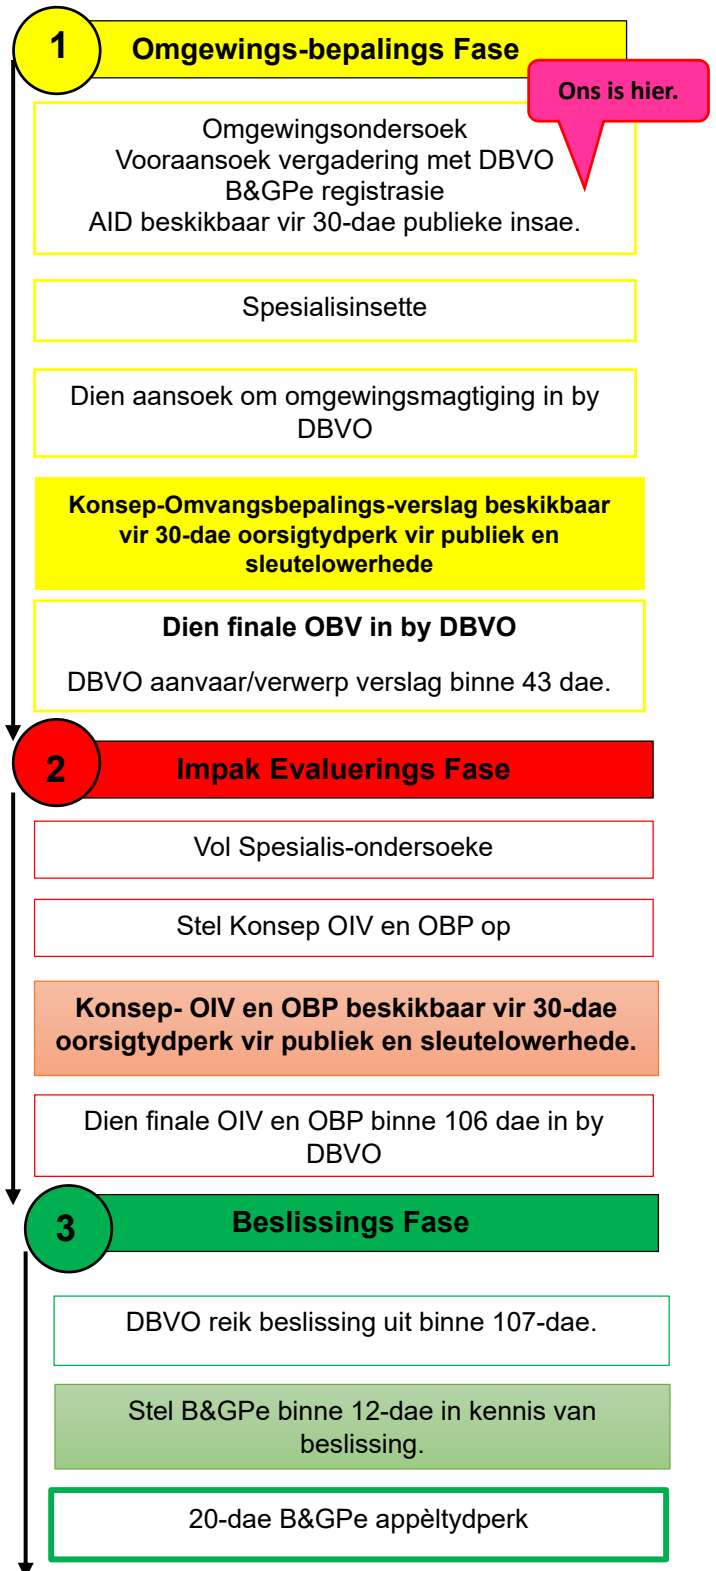 1
Omgewings-bepalings Fase
Ons is hier.
Omgewingsondersoek
Vooraansoek vergadering met DBVO
B&GPe registrasie
AID beskikbaar vir 30-dae publieke insae.
Spesialisinsette
Dien aansoek om omgewingsmagtiging in by
DBVO
Konsep-Omvangsbepalings-verslag beskikbaar
vir 30-dae oorsigtydperk vir publiek en
sleutelowerhede
Dien finale OBV in by DBVO
DBVO aanvaar/verwerp verslag binne 43 dae.
2
Impak Evaluerings Fase
Vol Spesialis-ondersoeke
Stel Konsep OIV en OBP op
Konsep- OIV en OBP beskikbaar vir 30-dae
oorsigtydperk vir publiek en sleutelowerhede.
Dien finale OIV en OBP binne 106 dae in by
DBVO
3
Beslissings Fase
DBVO reik beslissing uit binne 107-dae.
Stel B&GPe binne 12-dae in kennis van
beslissing.
20-dae B&GPe appèltydperk